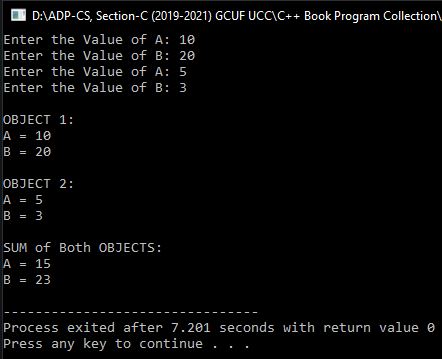 D:\ADP-CS, Section-C (2019-2021) GCUF UCC\C++ Book Program Collection\
Enter the Value of A: 10
Enter the Value of B: 20
Enter the Value of A: 5
Enter the Value of B: 3
OBJECT 1:
A = 10
B = 20
OBJECT 2:
A = 5
B = 3
SUM of Both OBJECTS:
A = 15
B = 23
--------------------------------
Process exited after 7.201 seconds with return value 0
Press any key to continue . . .